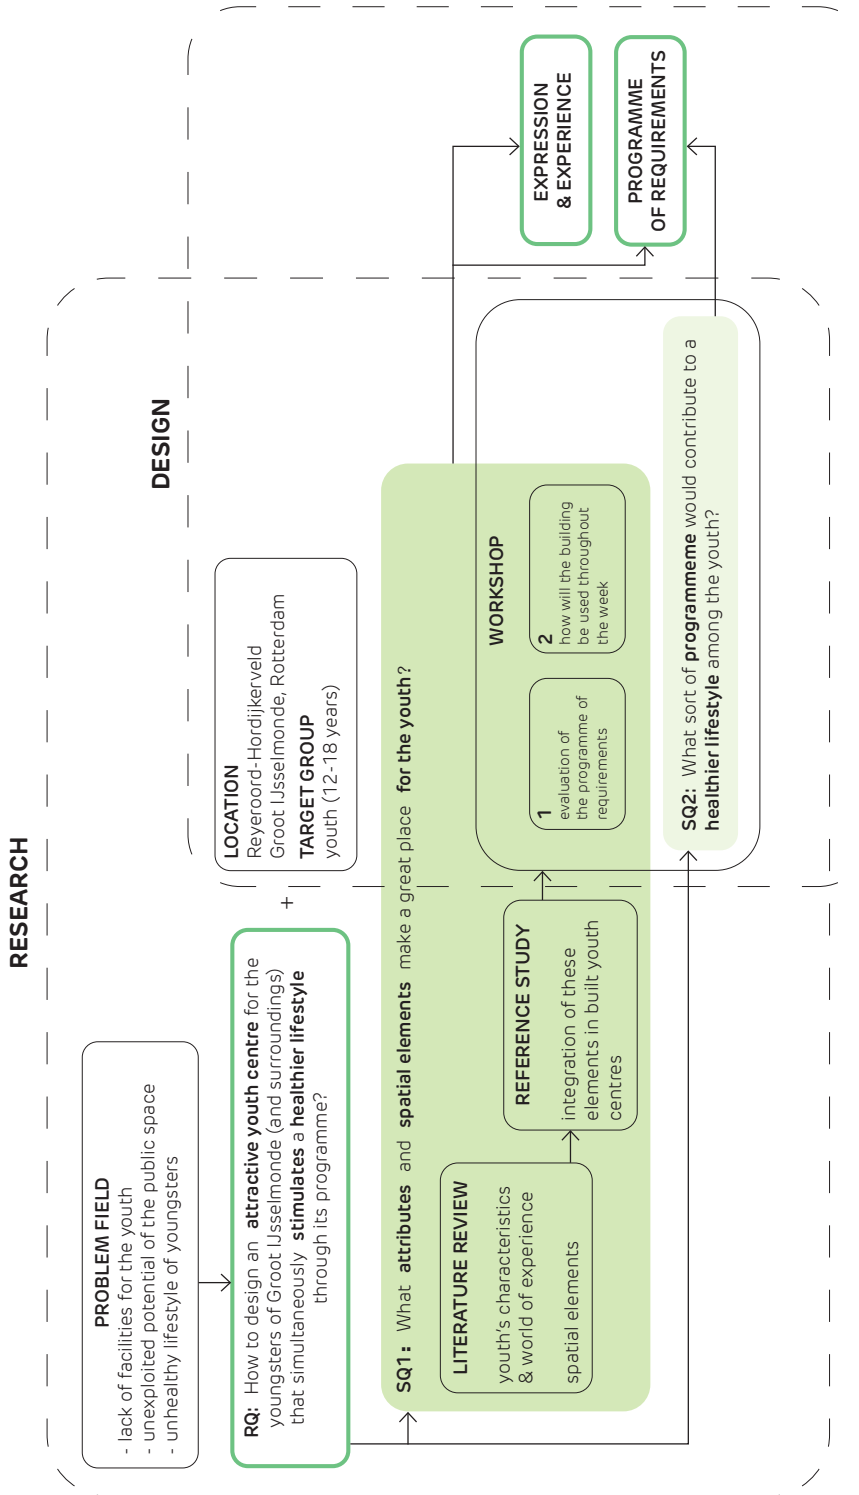 RESEARCH
DESIGN
PROBLEM FIELD
- lack of facilities for the youth
- unexploited potential of the public space
- unhealthy lifestyle of youngsters
RQ: How to design an attractive youth centre for the
youngsters of Groot IJsselmonde (and surroundings)
that simultaneously stimulates a healthier lifestyle
through its programme?
+
LOCATION
Reyeroord-Hordijkerveld
Groot IJsselmonde, Rotterdam
TARGET GROUP
youth (12-18 years)
SQ1: What attributes and spatial elements make a great place for the youth?
LITERATURE REVIEW
youth's characteristics
& world of experience
spatial elements
REFERENCE STUDY
integration of these
elements in built youth
centres
WORKSHOP
1
evaluation of
the programme of
requirements
2
how will the building
be used throughout
the week
SQ2: What sort of programmeme would contribute to a
healthier lifestyle among the youth?
EXPRESSION
& EXPERIENCE
PROGRAMME
OF REQUIREMENTS